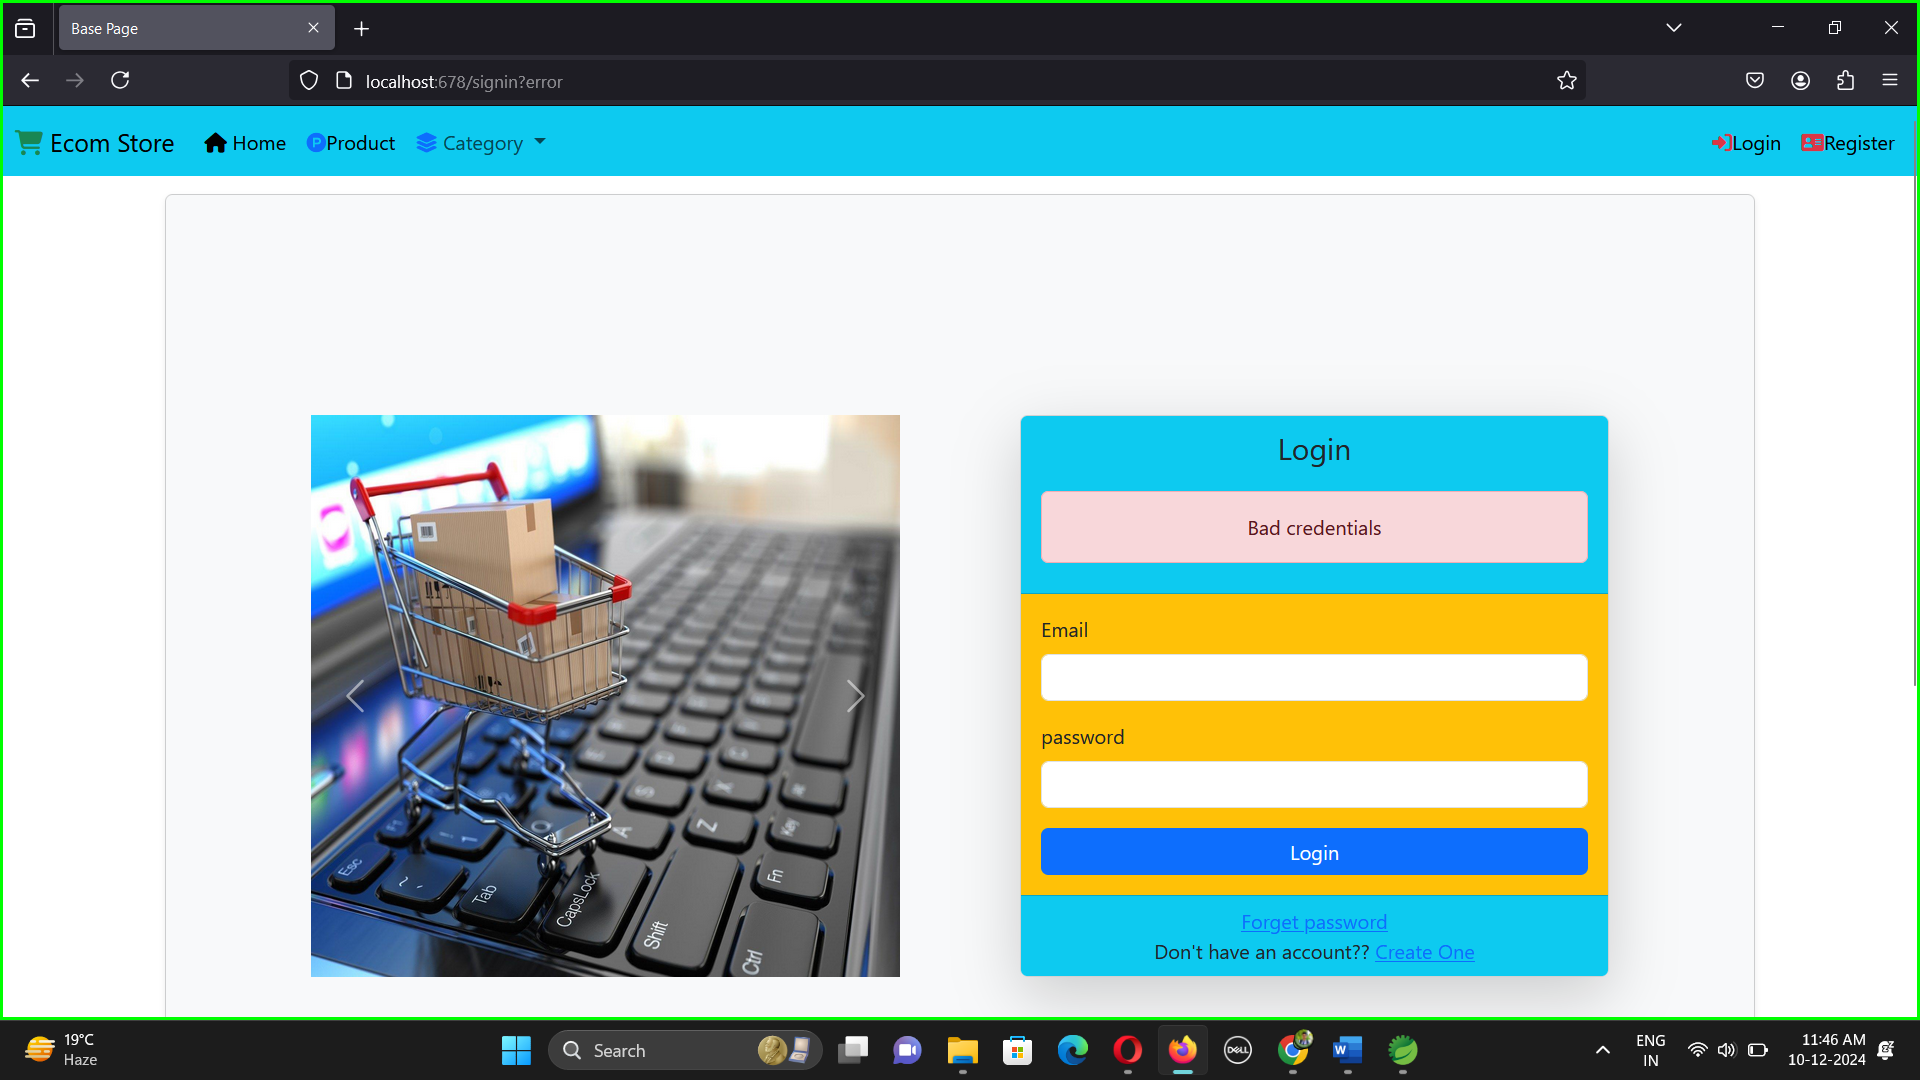 Base Page
localhost:678/signin?error
Ecom Store Home Product Category Login Register
Login
Bad credentials
Email
password
Login
Forget password
Don't have an account?? Create One
Esc
Tab
CapsLock
Shift
Fn
Ctrl
A
Z
Key
19°C
Haze
Search
DELL
ENG
IN
11:46 AM
10-12-2024